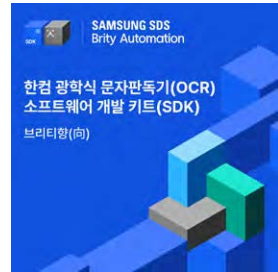 SDK
SAMSUNG SDS
Brity Automation
한컴 광학식 문자판독기(OCR)
소프트웨어 개발 키트(SDK)
브리티향(向)